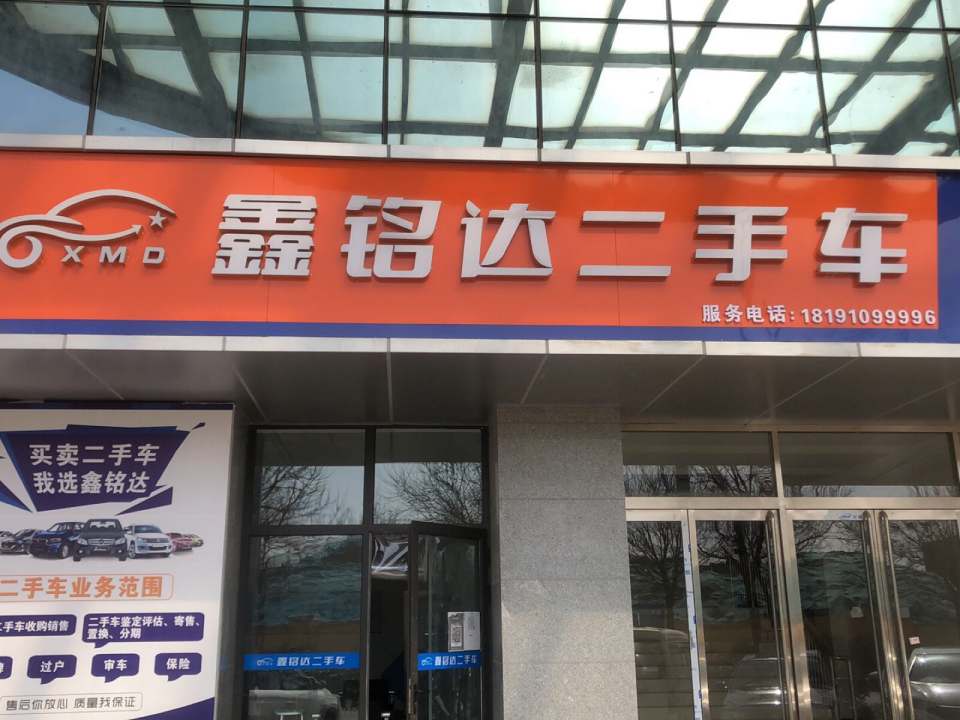 XMD
鑫铭达二手车
服务电话:18191099996
买卖二手车
我选鑫铭达
二手车业务范围
二手车收购销售
二手车鉴定评估、寄售、
置换、分期
过户
审车
保险
售后你放心 质量我保证
鑫铭达二手车
鑫铭达二手车